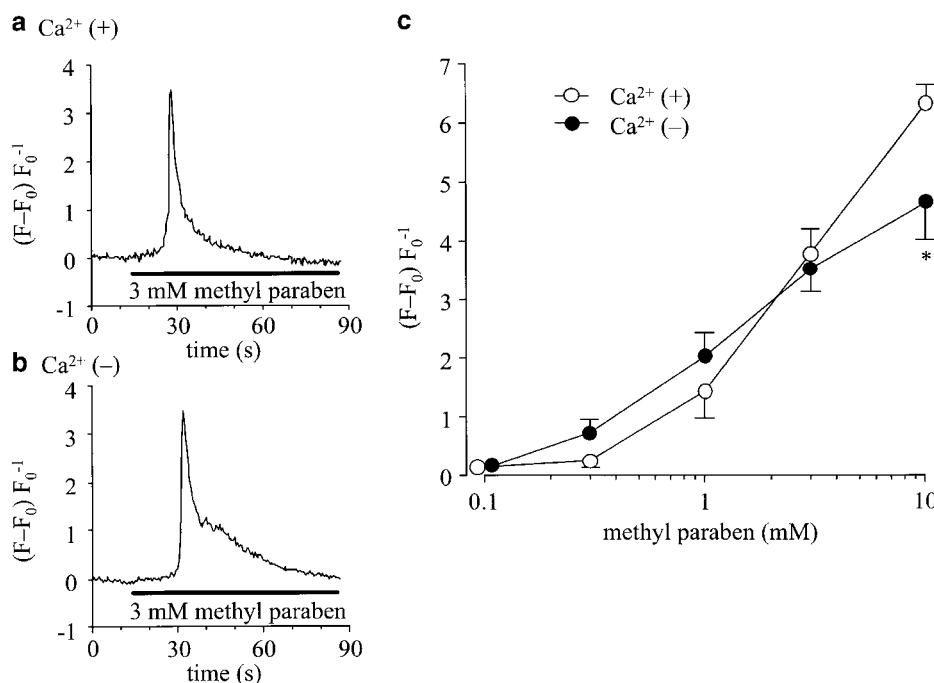 a Ca²⁺ (+)
4
3
2
1
0
-1
(F–F₀) F₀⁻¹
3 mM methyl paraben
0 30 60 90
time (s)
b Ca²⁺ (–)
4
3
2
1
0
-1
(F–F₀) F₀⁻¹
3 mM methyl paraben
0 30 60 90
time (s)
c
7
6
5
4
3
2
1
0
(F–F₀) F₀⁻¹
Ca²⁺ (+)
Ca²⁺ (–)
*
0.1 1 10
methyl paraben (mM)